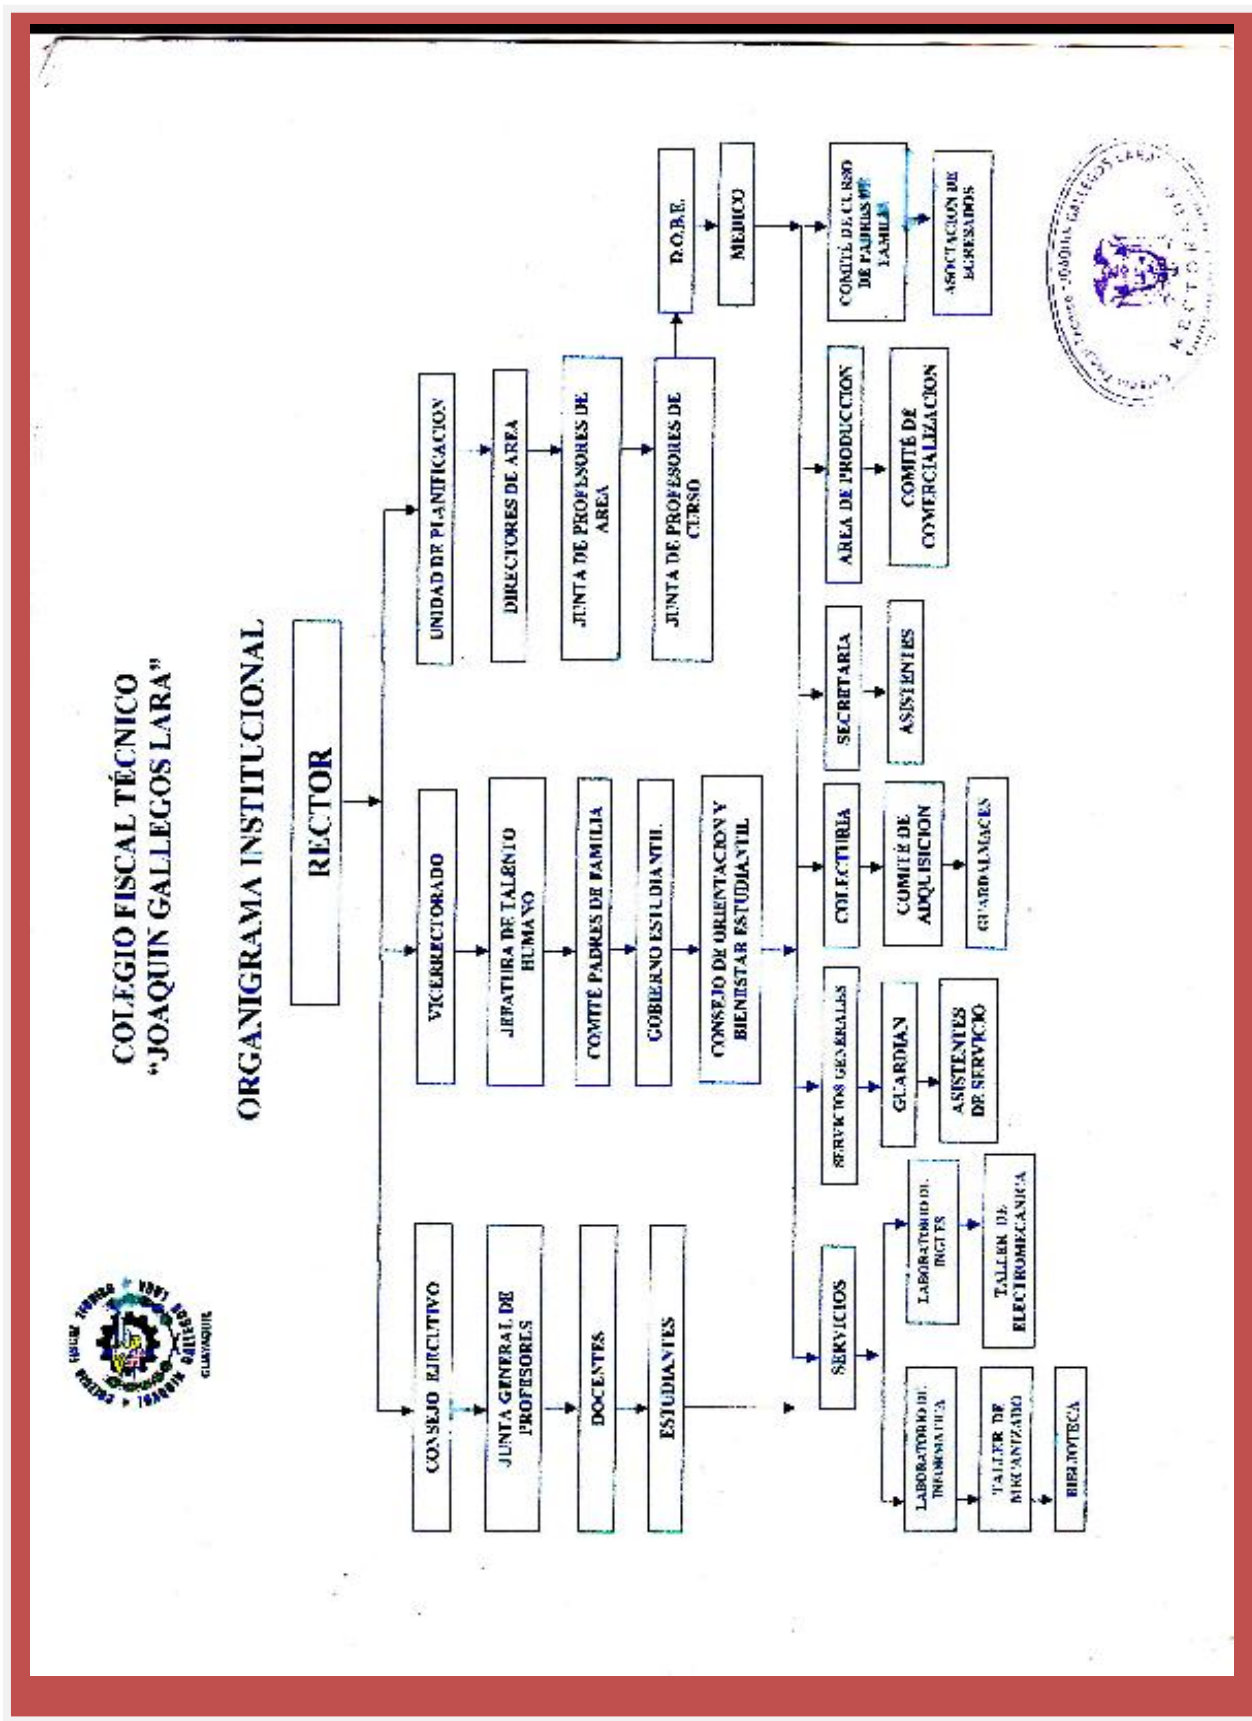 COLEGIO FISCAL TÉCNICO
“JOAQUIN GALLEGOS LARA”
ORGANIGRAMA INSTITUCIONAL
GUAYAQUIL
RECTOR
CONSEJO EJECUTIVO
JUNTA GENERAL DE
PROFESORES
DOCENTES
ESTUDIANTES
VICERRECTORADO
JEFATURA DE TALENTO
HUMANO
COMITÉ PADRES DE FAMILIA
GOBIERNO ESTUDIANTIL
CONSEJO DE ORIENTACION Y
BIENESTAR ESTUDIANTIL
UNIDAD DE PLANIFICACION
DIRECTORES DE AREA
JUNTA DE PROFESORES DE
AREA
JUNTA DE PROFESORES DE
CURSO
D.O.B.E.
MEDICO
SERVICIOS
LABORATORIO DE
INFORMATICA
TALLER DE
MECANIZADO
BIBLIOTECA
LABORATORIO DE
INGLES
TALLER DE
ELECTROMECANICA
SERVICIOS GENERALES
GUARDIAN
ASISTENTES
DE SERVICIO
COLECTURIA
COMITÉ DE
ADQUISICION
GUARDALMACES
SECRETARIA
ASISTENTES
AREA DE PRODUCCION
COMITÉ DE
COMERCIALIZACION
COMITÉ DE CURSO
DE PADRES DE
FAMILIA
ASOCIACION DE
EGRESADOS
JOAQUIN GALLEGOS LARA